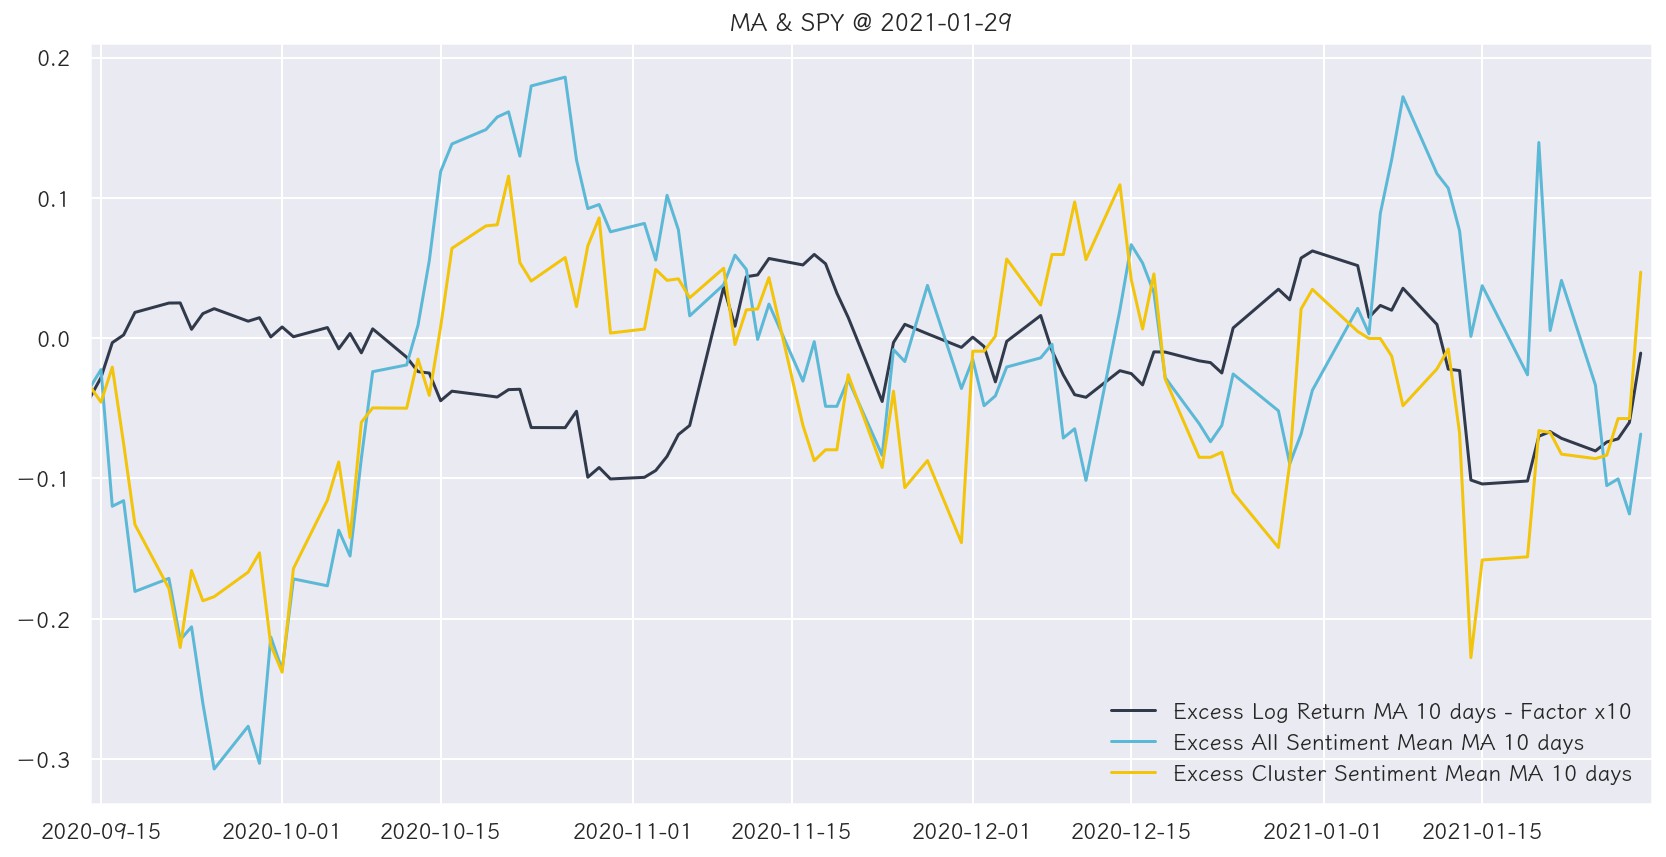 MA & SPY @ 2021-01-29
0.2
0.1
0.0
−0.1
−0.2
−0.3
Excess Log Return MA 10 days - Factor x10
Excess All Sentiment Mean MA 10 days
Excess Cluster Sentiment Mean MA 10 days
2020-09-15 2020-10-01 2020-10-15 2020-11-01 2020-11-15 2020-12-01 2020-12-15 2021-01-01 2021-01-15